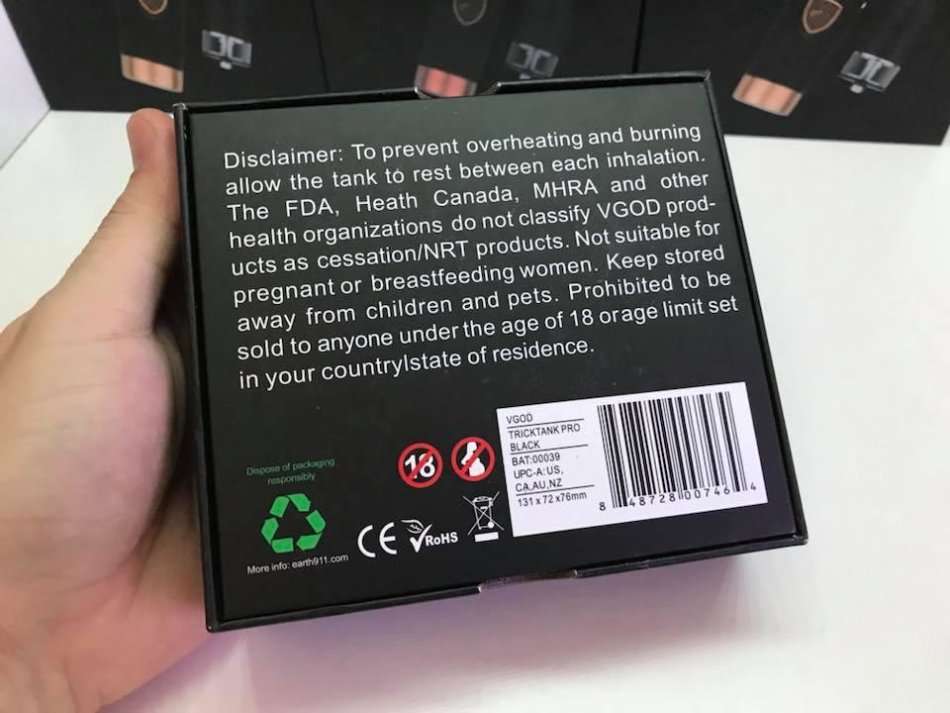 Disclaimer: To prevent overheating and burning
allow the tank to rest between each inhalation.
The FDA, Heath Canada, MHRA and other
health organizations do not classify VGOD prod-
ucts as cessation/NRT products. Not suitable for
pregnant or breastfeeding women. Keep stored
away from children and pets. Prohibited to be
sold to anyone under the age of 18 orage limit set
in your countrylstate of residence.
Dispose of packaging
responsibly
More info: earth911.com
18
CE
RoHS
VGOD
TRICKTANK PRO
BLACK
BAT:00039
UPC-A: US,
CA,AU,NZ
131 x 72 x76mm
8 48728 00746 4